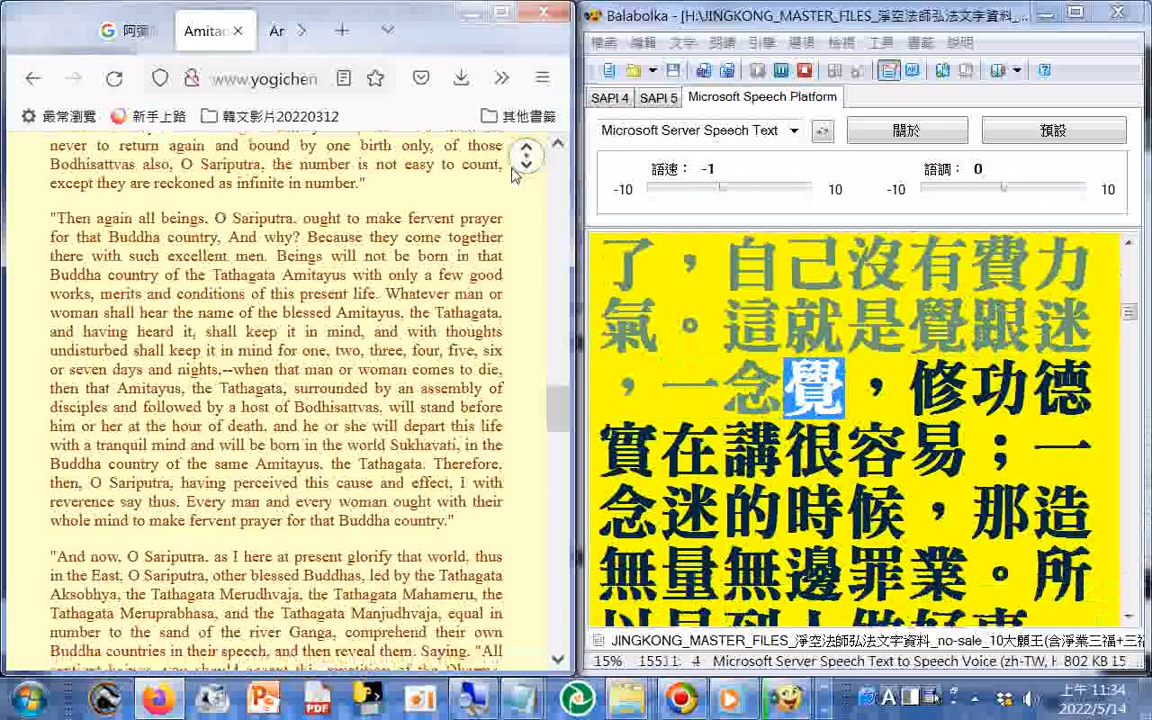 阿彌
Amitac
Ar
www.yogichen
最常瀏覽
新手上路
韓文影片20220312
其他書籤
never to return again and bound by one birth only, of those
Bodhisattvas also, O Sariputra, the number is not easy to count,
except they are reckoned as infinite in number."
"Then again all beings, O Sariputra, ought to make fervent prayer
for that Buddha country, And why? Because they come together
there with such excellent men. Beings will not be born in that
Buddha country of the Tathagata Amitayus with only a few good
works, merits and conditions of this present life. Whatever man or
woman shall hear the name of the blessed Amitayus, the Tathagata,
and having heard it, shall keep it in mind, and with thoughts
undisturbed shall keep it in mind for one, two, three, four, five, six
or seven days and nights,--when that man or woman comes to die,
then that Amitayus, the Tathagata, surrounded by an assembly of
disciples and followed by a host of Bodhisattvas, will stand before
him or her at the hour of death, and he or she will depart this life
with a tranquil mind and will be born in the world Sukhavati, in the
Buddha country of the same Amitayus, the Tathagata. Therefore,
then, O Sariputra, having perceived this cause and effect, I with
reverence say thus. Every man and every woman ought with their
whole mind to make fervent prayer for that Buddha country."
"And now, O Sariputra, as I here at present glorify that world, thus
in the East, O Sariputra, other blessed Buddhas, led by the Tathagata
Aksobhya, the Tathagata Merudhvaja, the Tathagata Mahameru, the
Tathagata Meruprabhasa, and the Tathagata Manjudhvaja, equal in
number to the sand of the river Ganga, comprehend their own
Buddha countries in their speech, and then reveal them. Saying. "All
Balabolka - [H:\JINGKONG_MASTER_FILES_淨空法師弘法文字資料_...
檔案 編輯 文字 閱讀 引擎 選項 檢視 工具 書籤 說明
SAPI 4 SAPI 5 Microsoft Speech Platform
Microsoft Server Speech Text
關於
預設
語速： -1
語調： 0
-10 10 -10 10
了，自己沒有費力
氣。這就是覺跟迷
，一念覺，修功德
實在講很容易；一
念迷的時候，那造
無量無邊罪業。所
JINGKONG_MASTER_FILES_淨空法師弘法文字資料_no-sale_10大願王(含淨業三福+三
15% 15511: 4 Microsoft Server Speech Text to Speech Voice (zh-TW, H 802 KB 15
上午 11:34
2022/5/14